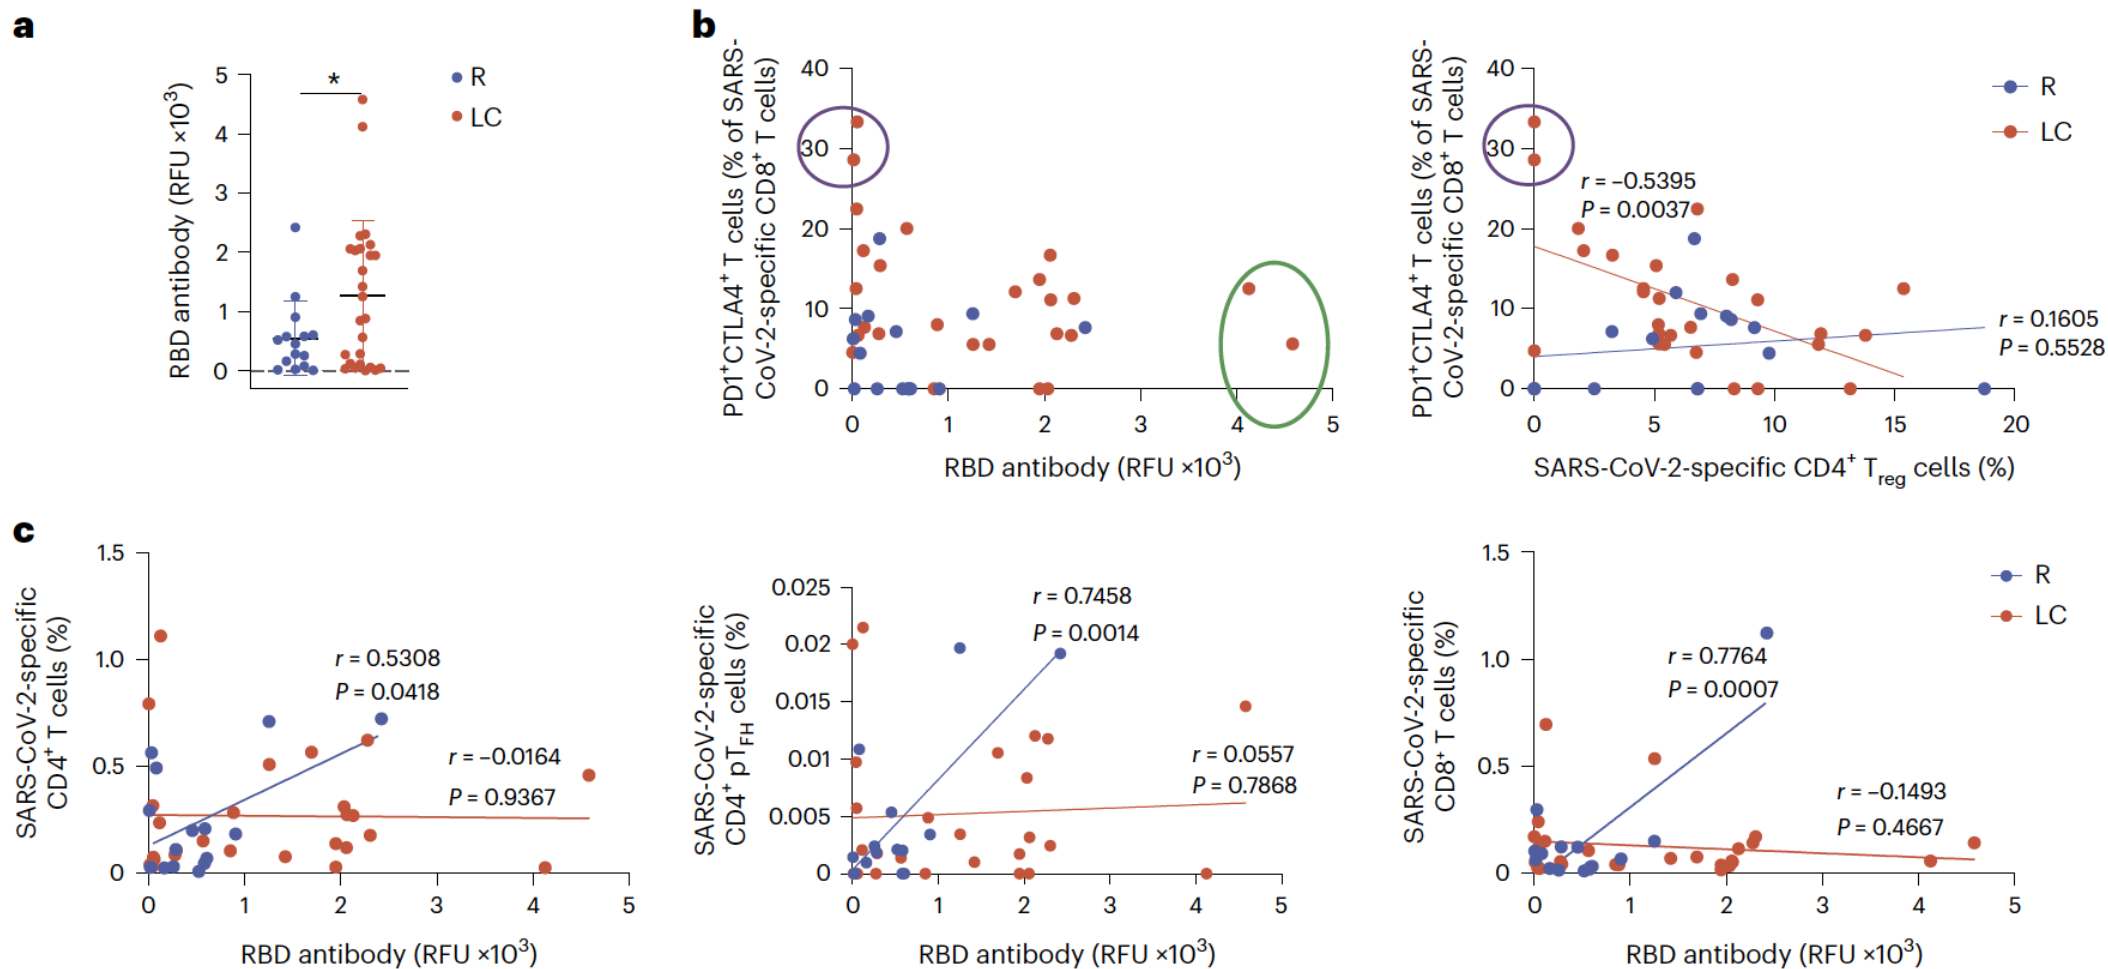 a
RBD antibody (RFU ×10³)
5
4
3
2
1
0
*
R
LC
b
PD1⁺CTLA4⁺ T cells (% of SARS-
CoV-2-specific CD8⁺ T cells)
40
30
20
10
0
0 1 2 3 4 5
RBD antibody (RFU ×10³)
PD1⁺CTLA4⁺ T cells (% of SARS-
CoV-2-specific CD8⁺ T cells)
40
30
20
10
0
r = –0.5395
P = 0.0037
R
LC
r = 0.1605
P = 0.5528
0 5 10 15 20
SARS-CoV-2-specific CD4⁺ Treg cells (%)
c
SARS-CoV-2-specific
CD4⁺ T cells (%)
1.5
1.0
0.5
0
r = 0.5308
P = 0.0418
r = –0.0164
P = 0.9367
0 1 2 3 4 5
RBD antibody (RFU ×10³)
SARS-CoV-2-specific
CD4⁺ pTFH cells (%)
0.025
0.02
0.015
0.01
0.005
0
r = 0.7458
P = 0.0014
r = 0.0557
P = 0.7868
0 1 2 3 4 5
RBD antibody (RFU ×10³)
SARS-CoV-2-specific
CD8⁺ T cells (%)
1.5
1.0
0.5
0
r = 0.7764
P = 0.0007
R
LC
r = –0.1493
P = 0.4667
0 1 2 3 4 5
RBD antibody (RFU ×10³)